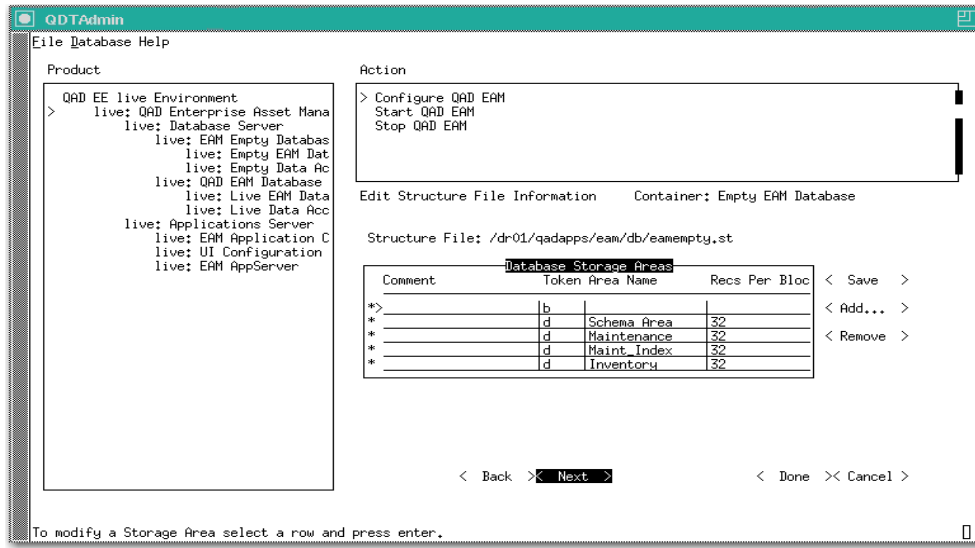 QDTAdmin
File Database Help
Product
QAD EE live Environment
> live: QAD Enterprise Asset Mana
live: Database Server
live: EAM Empty Databas
live: Empty EAM Dat
live: Empty Data Ac
live: QAD EAM Database
live: Live EAM Data
live: Live Data Acc
live: Applications Server
live: EAM Application C
live: UI Configuration
live: EAM AppServer
Action
> Configure QAD EAM
Start QAD EAM
Stop QAD EAM
Edit Structure File Information Container: Empty EAM Database
Structure File: /dr01/qadapps/eam/db/eamempty.st
Database Storage Areas
Comment Token Area Name Recs Per Bloc
*> b
* d Schema Area 32
* d Maintenance 32
* d Maint_Index 32
* d Inventory 32
< Save >
< Add... >
< Remove >
< Back >< Next > < Done >< Cancel >
To modify a Storage Area select a row and press enter.